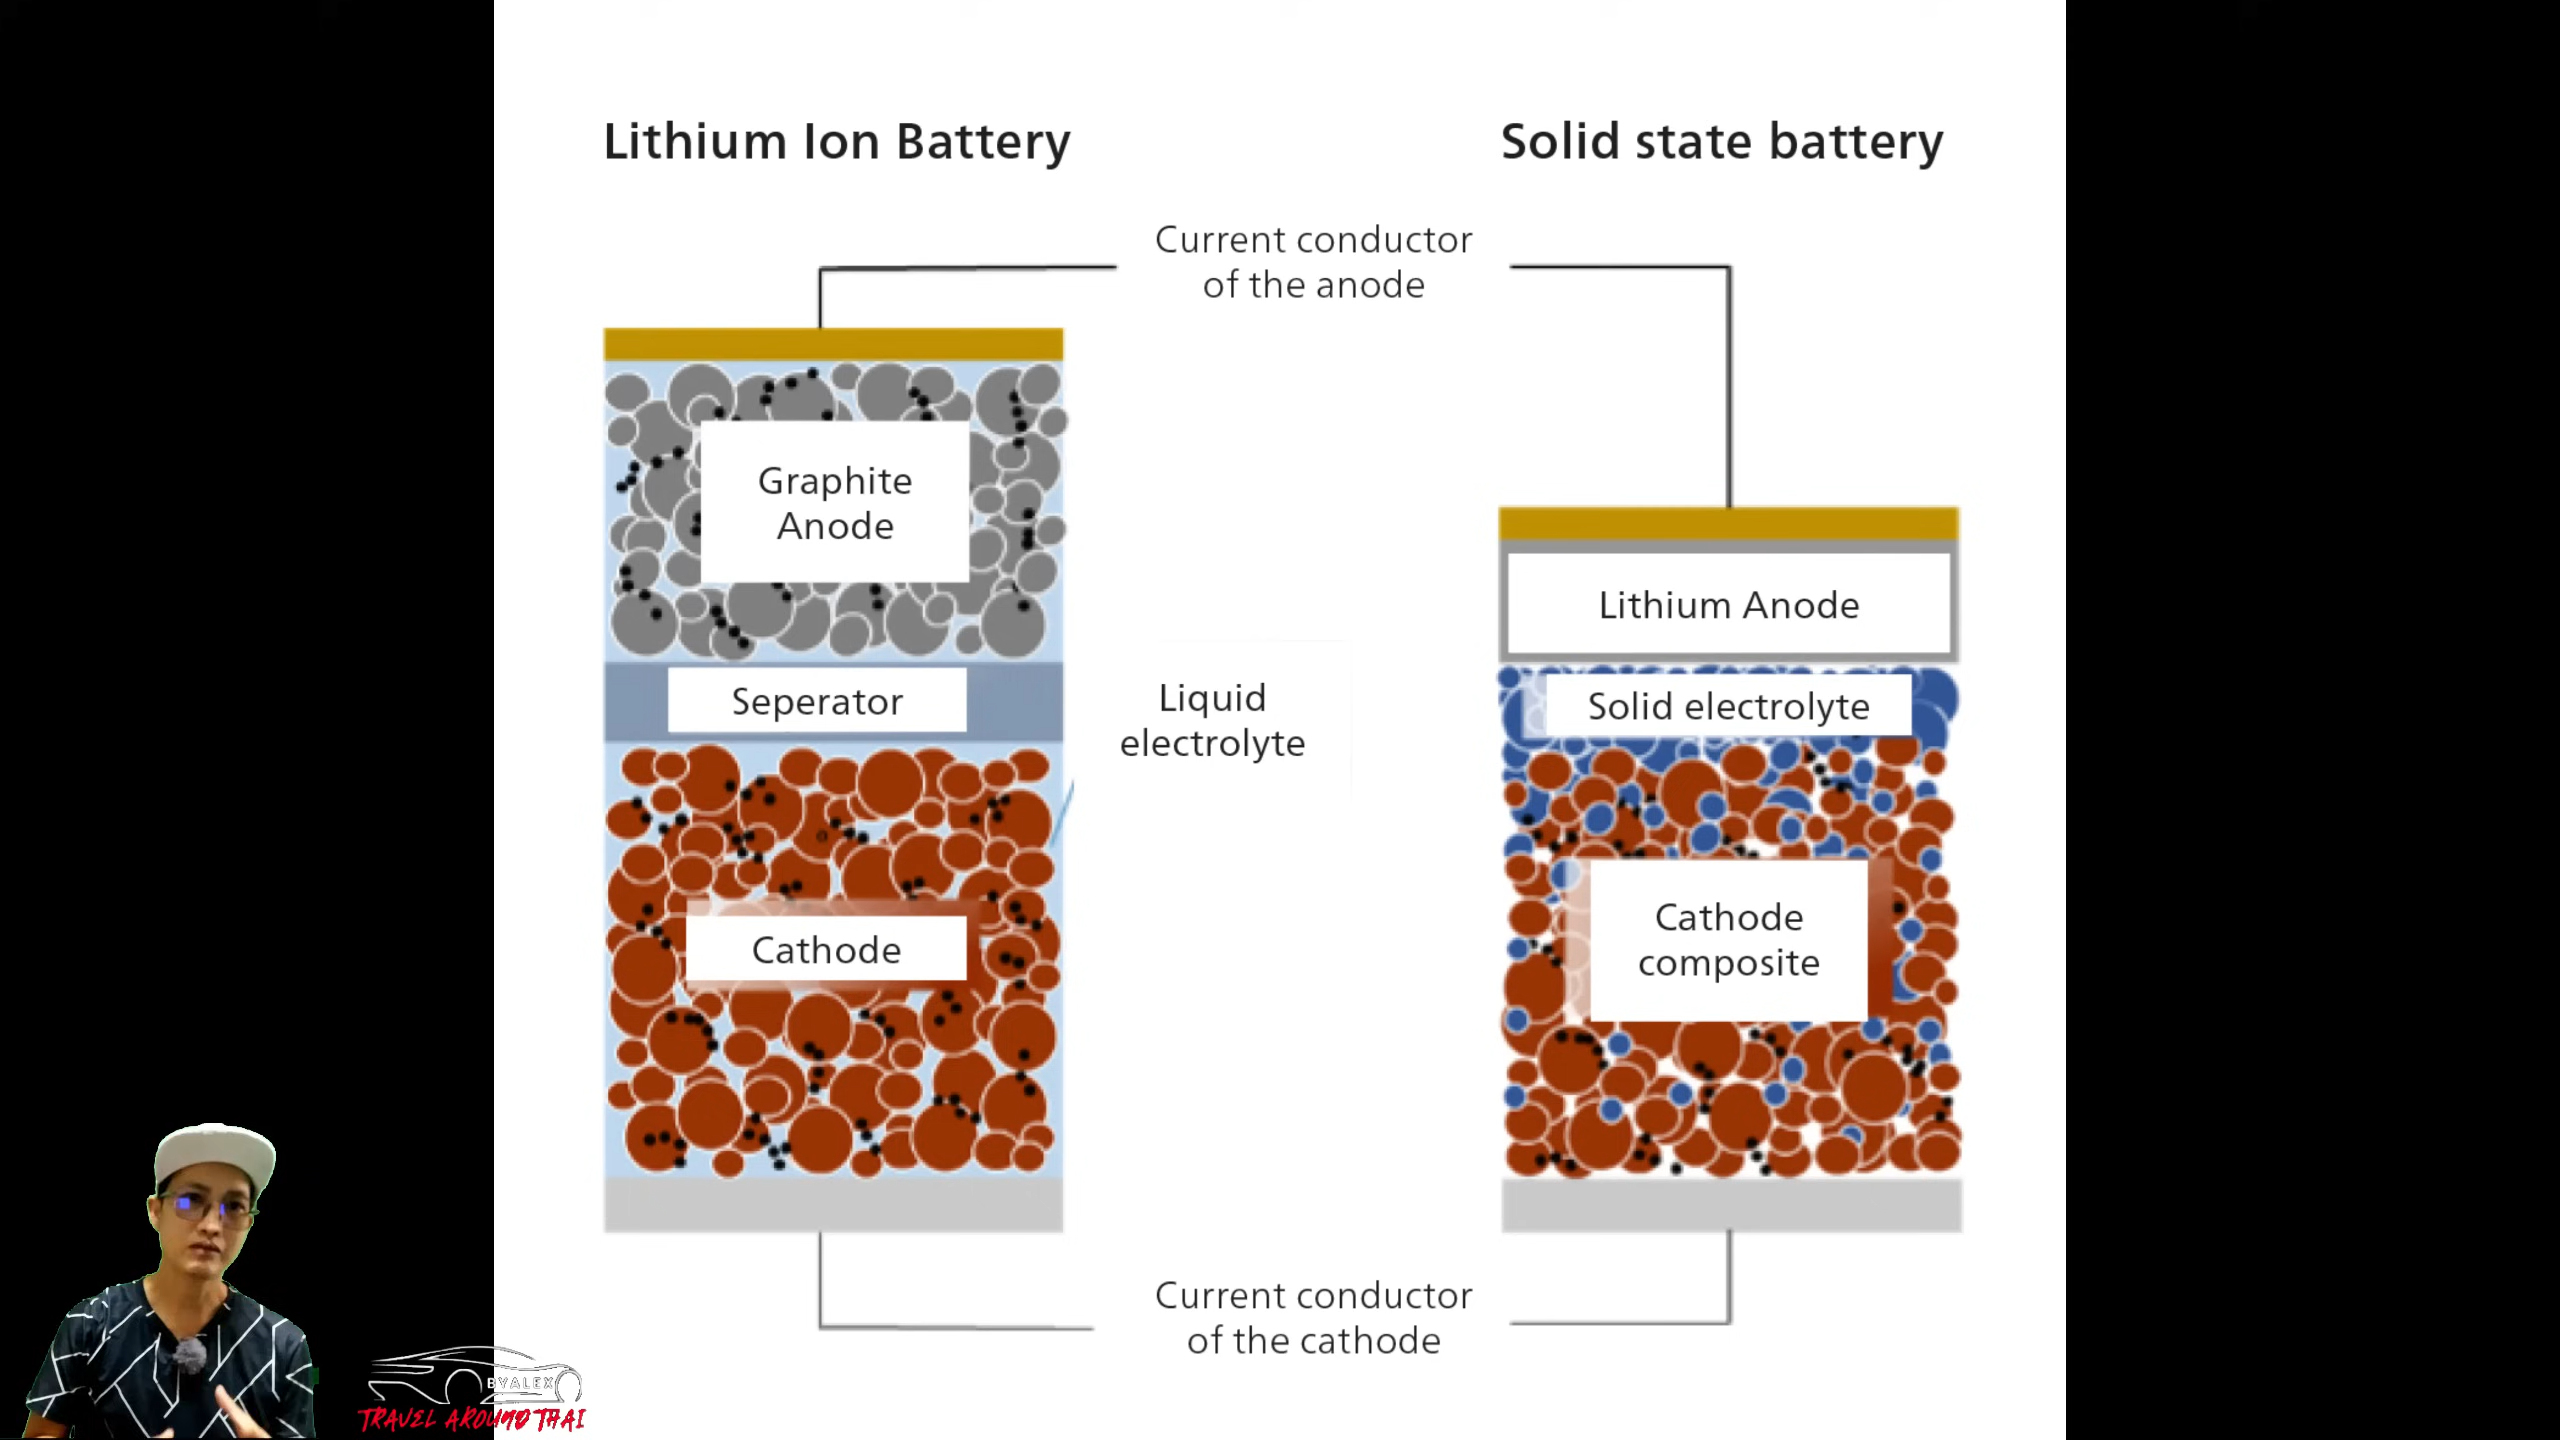 Lithium Ion Battery
Solid state battery
Current conductor
of the anode
Graphite
Anode
Lithium Anode
Seperator
Liquid
electrolyte
Solid electrolyte
Cathode
Cathode
composite
Current conductor
of the cathode
BYALEX
TRAVEL AROUND THAI